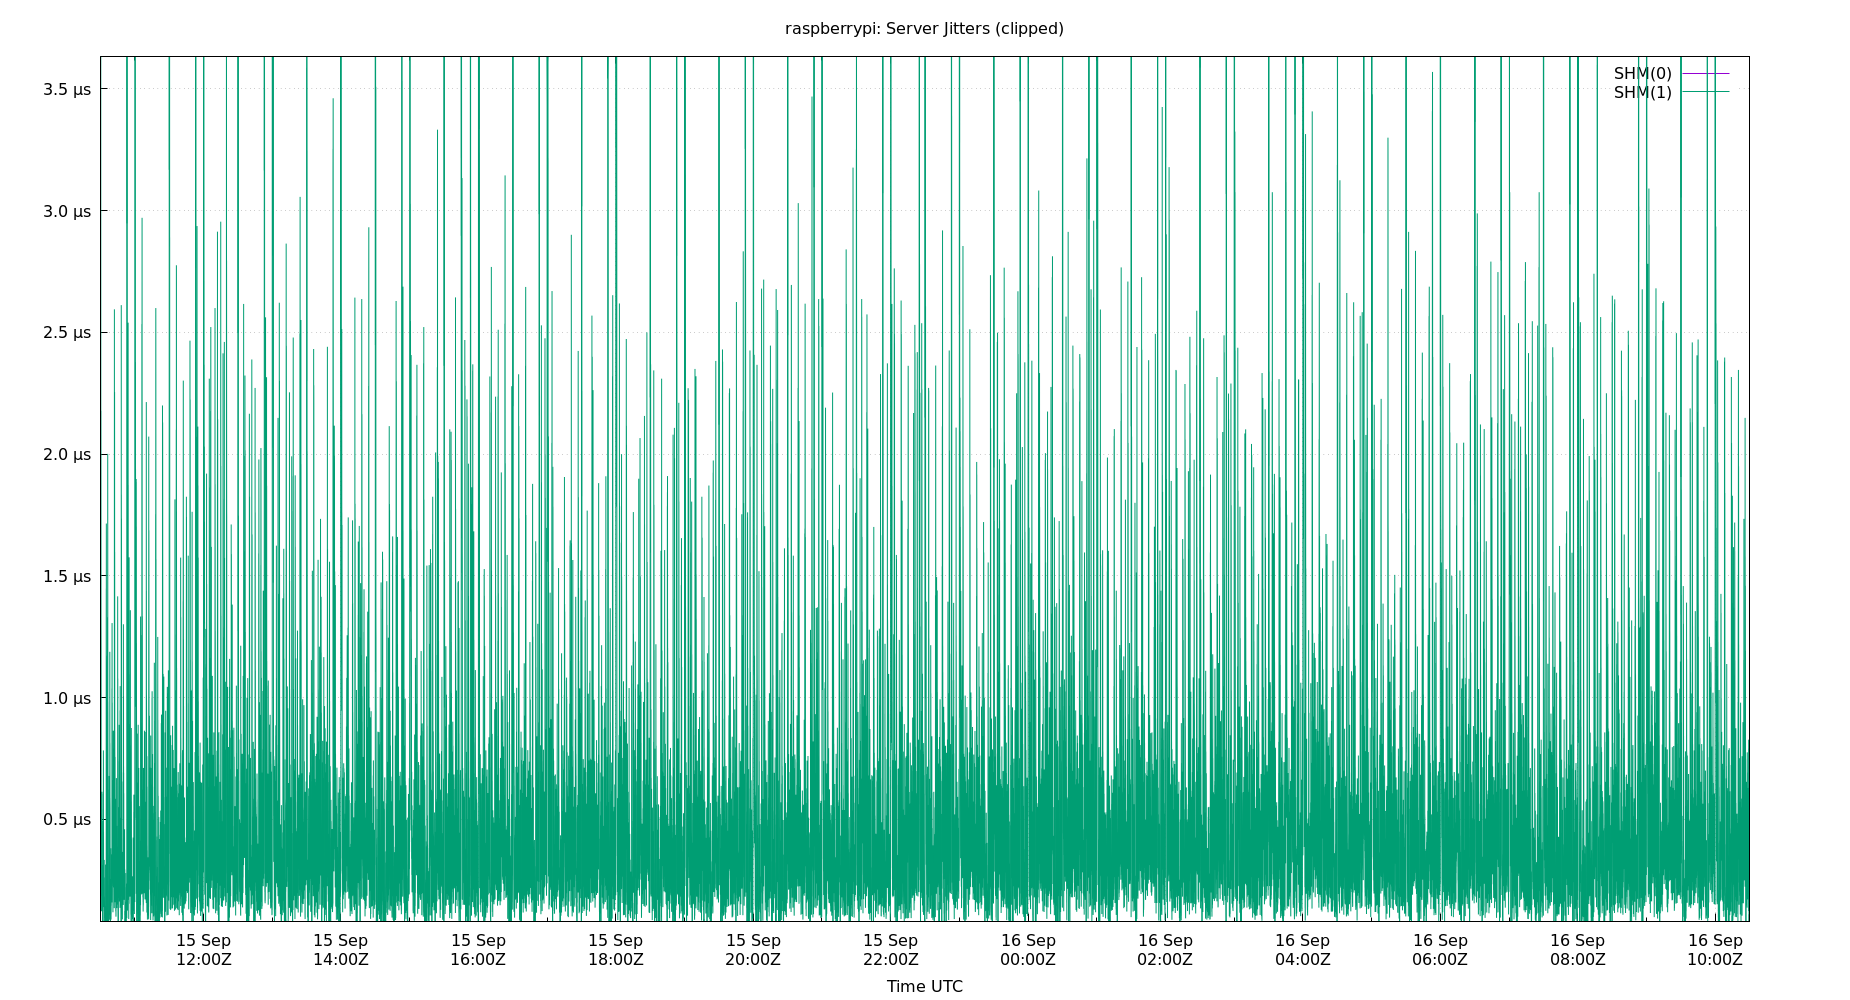 raspberrypi: Server Jitters (clipped)
SHM(0)
SHM(1)
3.5 µs
3.0 µs
2.5 µs
2.0 µs
1.5 µs
1.0 µs
0.5 µs
15 Sep 15 Sep 15 Sep 15 Sep 15 Sep 15 Sep 16 Sep 16 Sep 16 Sep 16 Sep 16 Sep 16 Sep
12:00Z 14:00Z 16:00Z 18:00Z 20:00Z 22:00Z 00:00Z 02:00Z 04:00Z 06:00Z 08:00Z 10:00Z
Time UTC